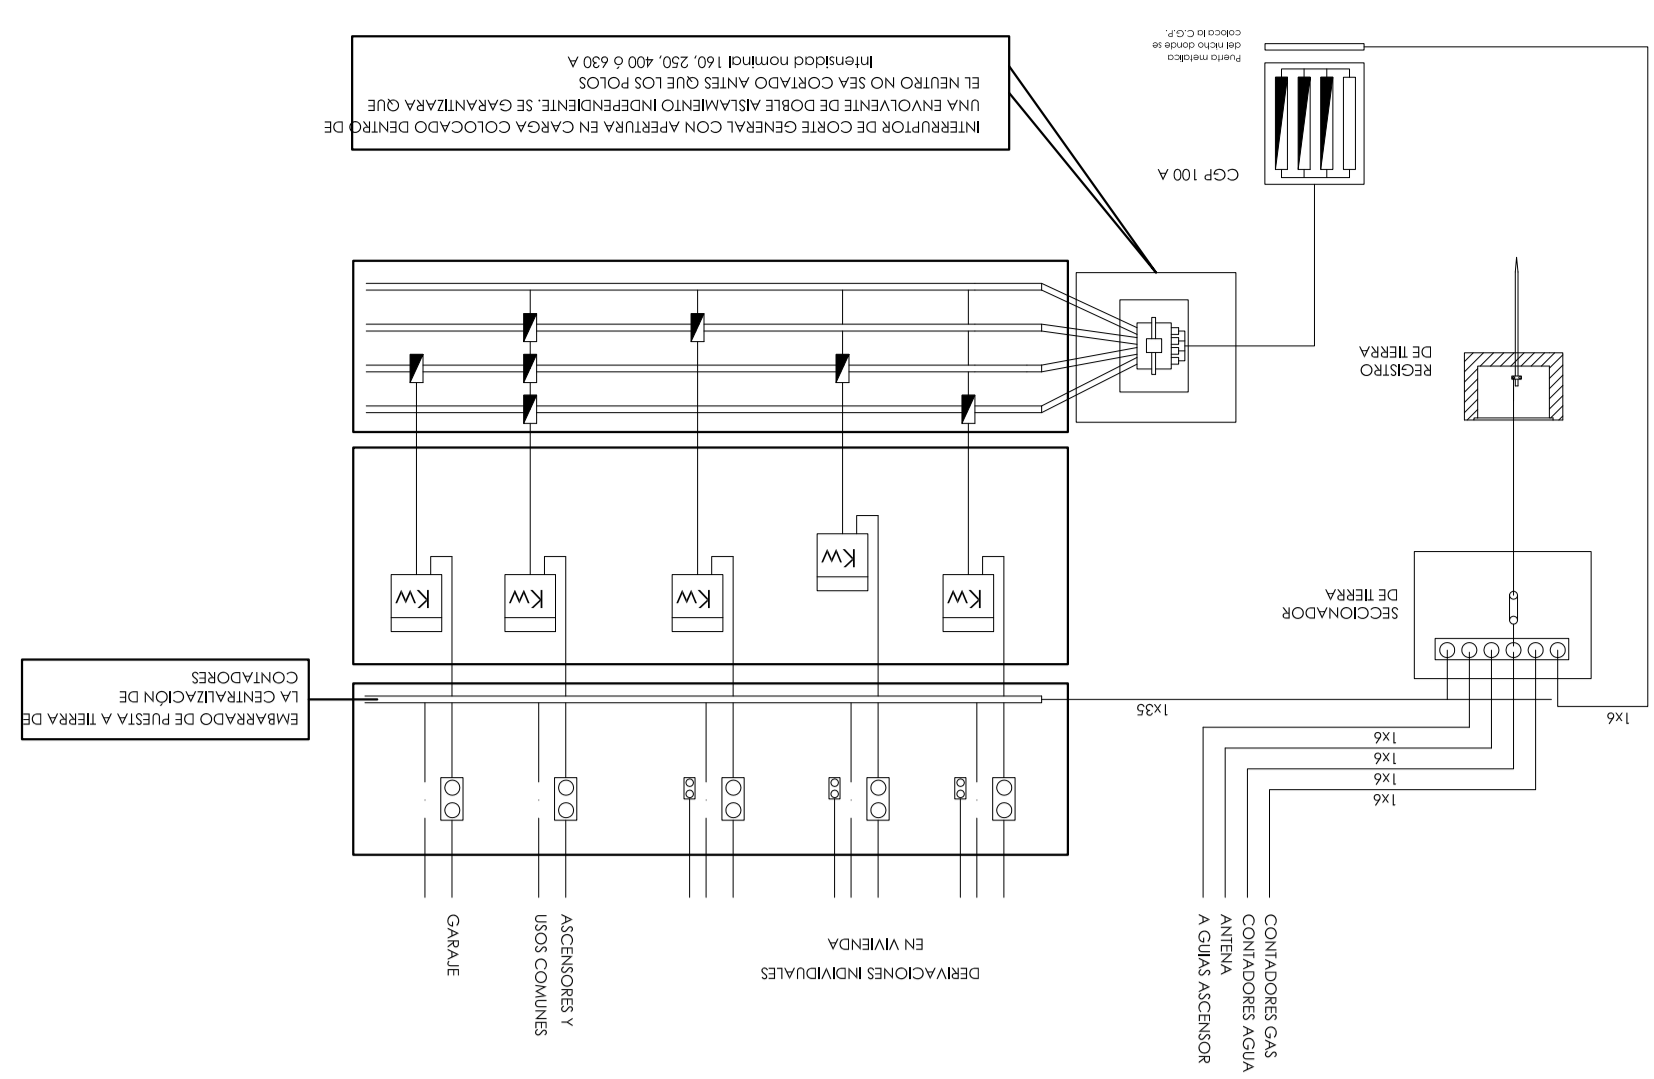 CONTADORES GAS
CONTADORES AGUA
ANTENA
A GUIAS ASCENSOR
DERIVACIONES INDIVIDUALES
EN VIVIENDA
ASCENSORES Y
USOS COMUNES
GARAJE
1x6
1x6
1x6
1x6
1x6
1x35
EMBARRADO DE PUESTA A TIERRA DE
LA CENTRALIZACIÓN DE
CONTADORES
SECCIONADOR
DE TIERRA
Kw
Kw
Kw
Kw
Kw
REGISTRO
DE TIERRA
CGP 100 A
INTERRUPTOR DE CORTE GENERAL CON APERTURA EN CARGA COLOCADO DENTRO DE
UNA ENVOLVENTE DE DOBLE AISLAMIENTO INDEPENDIENTE. SE GARANTIZARA QUE
EL NEUTRO NO SEA CORTADO ANTES QUE LOS POLOS
Intensidad nominal 160, 250, 400 ó 630 A
Puerta metalica
del nicho donde se
coloca la C.G.P.